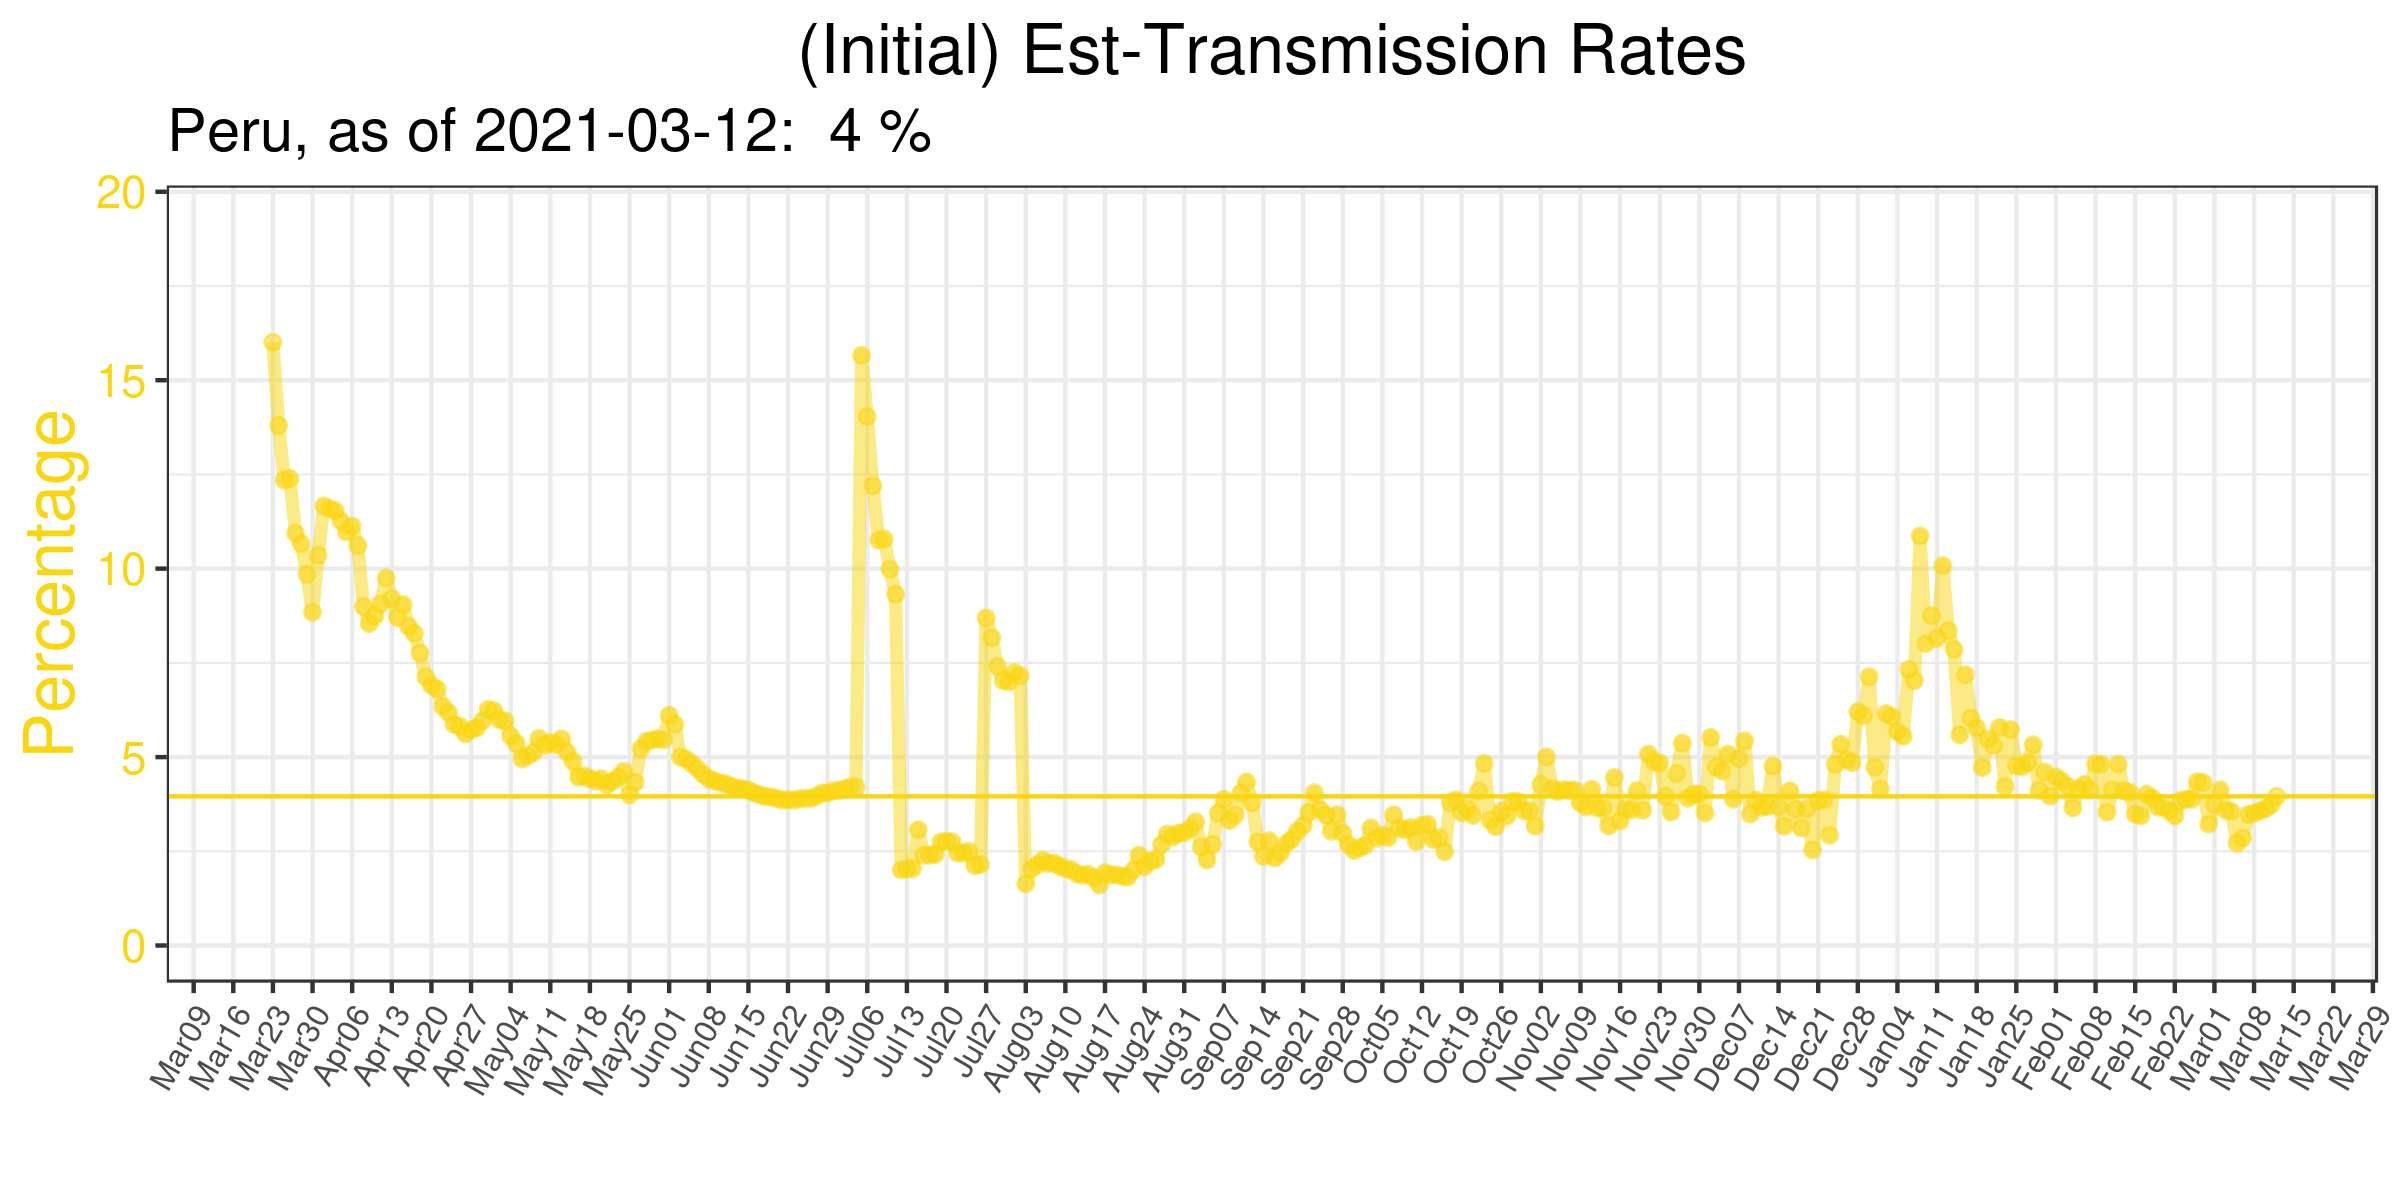 (Initial) Est-Transmission Rates
Peru, as of 2021-03-12:  4 %
Percentage
20
15
10
5
0
Mar09
Mar16
Mar23
Mar30
Apr06
Apr13
Apr20
Apr27
May04
May11
May18
May25
Jun01
Jun08
Jun15
Jun22
Jun29
Jul06
Jul13
Jul20
Jul27
Aug03
Aug10
Aug17
Aug24
Aug31
Sep07
Sep14
Sep21
Sep28
Oct05
Oct12
Oct19
Oct26
Nov02
Nov09
Nov16
Nov23
Nov30
Dec07
Dec14
Dec21
Dec28
Jan04
Jan11
Jan18
Jan25
Feb01
Feb08
Feb15
Feb22
Mar01
Mar08
Mar15
Mar22
Mar29